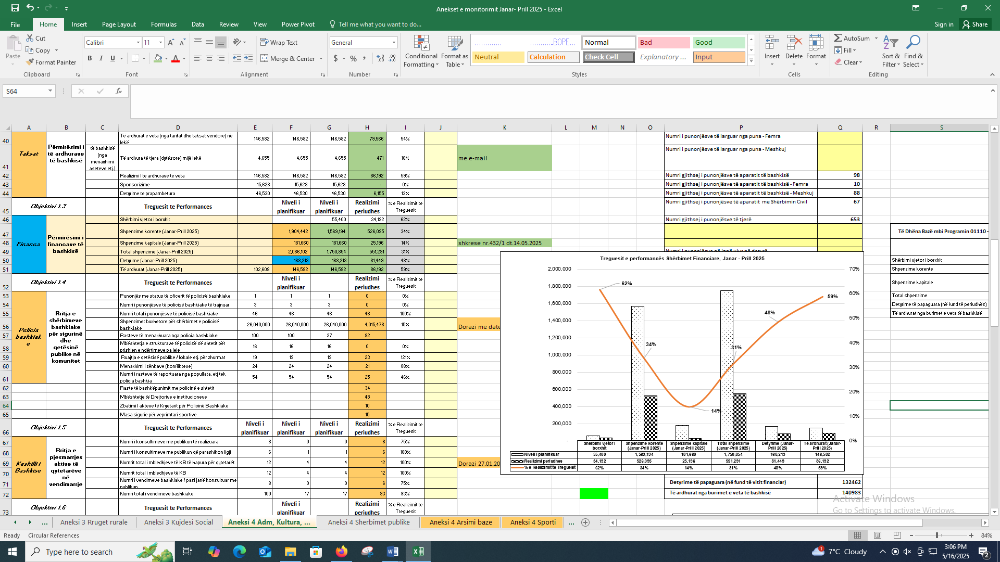 Anekset e monitorimit Janar- Prill 2025 - Excel
File Home Insert Page Layout Formulas Data Review View Power Pivot Tell me what you want to do... Sign in Share
Paste Cut Copy Format Painter Clipboard
Calibri 11 B I U Font
Wrap Text Merge & Center Alignment
General $ % Number
Conditional Formatting Format as Table
BOPE... Normal Bad Good
Neutral Calculation Check Cell Explanatory ... Input
Styles
Insert Delete Format Cells
AutoSum Fill Clear Sort & Filter Find & Select Editing
S64 fx
A B C D E F G H I J K L M N O P Q R S
40 Të ardhurat e veta (nga tarifat dhe taksat vendore) në lekë 146,582 146,582 146,582 79,566 54% Numri i punonjësve të larguar nga puna - Femra
Taksat Përmirësimi i të ardhurave të bashkisë
41 të bashkisë (nga menaxhimi aseteve etj.) Të ardhura të tjera (dytësore) mijë lekë 4,655 4,655 4,655 471 10% me e-mail Numri i punonjësve të larguar nga puna - Meshkuj
42 Realizimi I te ardhurave te veta 146,582 146,582 146,582 86,192 59% Numri gjithsej i punonjësve të aparatit të bashkisë 98
43 Sponsorizime 15,628 15,628 15,628 - 0% Numri gjithsej i punonjësve të aparatit të bashkisë - Femra 10
44 Detyrime te prapambetura 46,530 46,530 46,530 6,155 13% Numri gjithsej i punonjësve të aparatit të bashkisë - Meshkuj 88
45 Objektivi 1.3 Treguesit te Performances Niveli i planifikuar Niveli i planifikuar Realizimi periudhes % e Realizimit te Treguesit Numri gjithsej i punonjësve të aparatit me Shërbimin Civil 67
46 Shërbimi vjetor i borxhit 55,400 34,192 62% Numri gjithsej i punonjësve të tjerë 653
Financa Përmirësimi i financave të bashkisë
47 Shpenzime korente (Janar-Prill 2025) 1,904,442 1,569,194 526,095 34% Të Dhëna Bazë mbi Programin 01110 -
48 Shpenzime kapitale (Janar-Prill 2025) 181,660 181,660 25,196 14% shkrese nr.432/1 dt.14.05.2025
49 Total shpenzime (Janar-Prill 2025) 2,086,102 1,750,854 551,291 31%
50 Detyrime (Janar-Prill 2025) 168,213 168,213 81,449 48% Shërbimi vjetor i borxhit
51 Të ardhurat (Janar-Prill 2025) 102,608 146,582 146,582 86,192 59% Shpenzime korente
52 Objektivi 1.4 Treguesit te Performances Niveli i planifikuar Realizimi periudhes % e Realizimit te Treguesit Shpenzime kapitale
53 Punonjës me status të oficerit të policisë bashkiake 1 1 1 0 0% Total shpenzime
54 Numri i punonjësve të policisë bashkiake të trajnuar 3 3 3 0 0% Detyrime të papaguara (në fund të periudhës)
55 Numri total i punonjësve të policisë bashkiake 46 46 46 46 100% Të ardhurat nga burimet e veta të bashkisë
Policia bashkiake Rritja e shërbimeve bashkiake për sigurinë dhe qetësinë publike në komunitet
56 Shpenzimet buxhetore për shërbimet e policisë bashkiake 26,040,000 26,040,000 26,040,000 4,015,478 15% Dorazi me date
57 Rasteve të menaxhuara nga policia bashkiake: 100 100 27 82
58 Mbështetja e strukturave të policisë së shtetit për prishjen e ndërtimeve pa leje 16 16 16 0 0%
59 Ruajtja e qetësisë publike / lokale etj. për zhurmat 19 19 19 23 121%
60 Menaxhimi i zënkave (konflikteve) 24 24 24 21 88%
61 Numri i rasteve të raportuara nga popullata, etj tek policia bashkia 54 54 54 25 46%
62 Raste të bashkëpunimit me policinë e shtetit 34
63 Mbështetje të Drejtorive e institucioneve 48
64 Zbatimi I akteve të Kryetarit për Policinë Bashkiake 10
65 Masa sigurie për veprimtari sportive 15
66 Objektivi 1.5 Treguesit te Performances Niveli i planifikuar Niveli i planifikuar Niveli i planifikuar Realizimi periudhes % e Realizimit te Treguesit
67 Numri i konsultimeve me publikun të realizuara 8 0 0 6 75%
Keshilli i Bashkise Rritja e pjesmarrjes aktive të qytetarëve në vendimarrje
68 Numri i konsultimeve me publikun që parashikon ligji 6 1 1 6 100%
69 Numrit total i mbledhjeve të KB të hapura për qytetarët 12 4 4 12 100% Dorazi 27.01.20
70 Numrit total i mbledhjeve të KB 12 4 4 12 100%
71 Numri i vendimeve bashkiake / pasi janë konsultuar me publikun 8 0 0 6 75% Detyrime të papaguara (në fund të vitit financiar) 132462
72 Numri total i vendimeve bashkiake 100 17 17 93 93% Të ardhurat nga burimet e veta të bashkisë 140983
73 Objektivi 1.6 Treguesit te Performances Niveli i planifikuar Realizimi periudhes % e Realizimit te Treguesit
Treguesit e performancës Shërbimet Financiare, Janar - Prill 2025
2,000,000 70%
1,800,000 62% 60% 59%
1,600,000
1,400,000 50% 48%
1,200,000 34% 40% 31%
1,000,000
800,000 30%
600,000 20%
400,000 14% 10%
200,000
- 0%
Shërbimi vjetor i borxhit Shpenzime korente (Janar-Prill 2025) Shpenzime kapitale (Janar-Prill 2025) Total shpenzime (Janar-Prill 2025) Detyrime (Janar-Prill 2025) Të ardhurat (Janar-Prill 2025)
Niveli i planifikuar 55,400 1,569,194 181,660 1,750,854 168,213 146,582
Realizimi periudhes 34,192 526,095 25,196 551,291 81,449 86,192
% e Realizimit te Treguesit 62% 34% 14% 31% 48% 59%
Activate Windows
Go to Settings to activate Windows.
... Aneksi 3 Rruget rurale Aneksi 3 Kujdesi Social Aneksi 4 Adm, Kultura, ... Aneksi 4 Sherbimet publike Aneksi 4 Arsimi baze Aneksi 4 Sporti ...
Ready Circular References 84%
Type here to search 7°C Cloudy 3:06 PM
5/16/2025 2